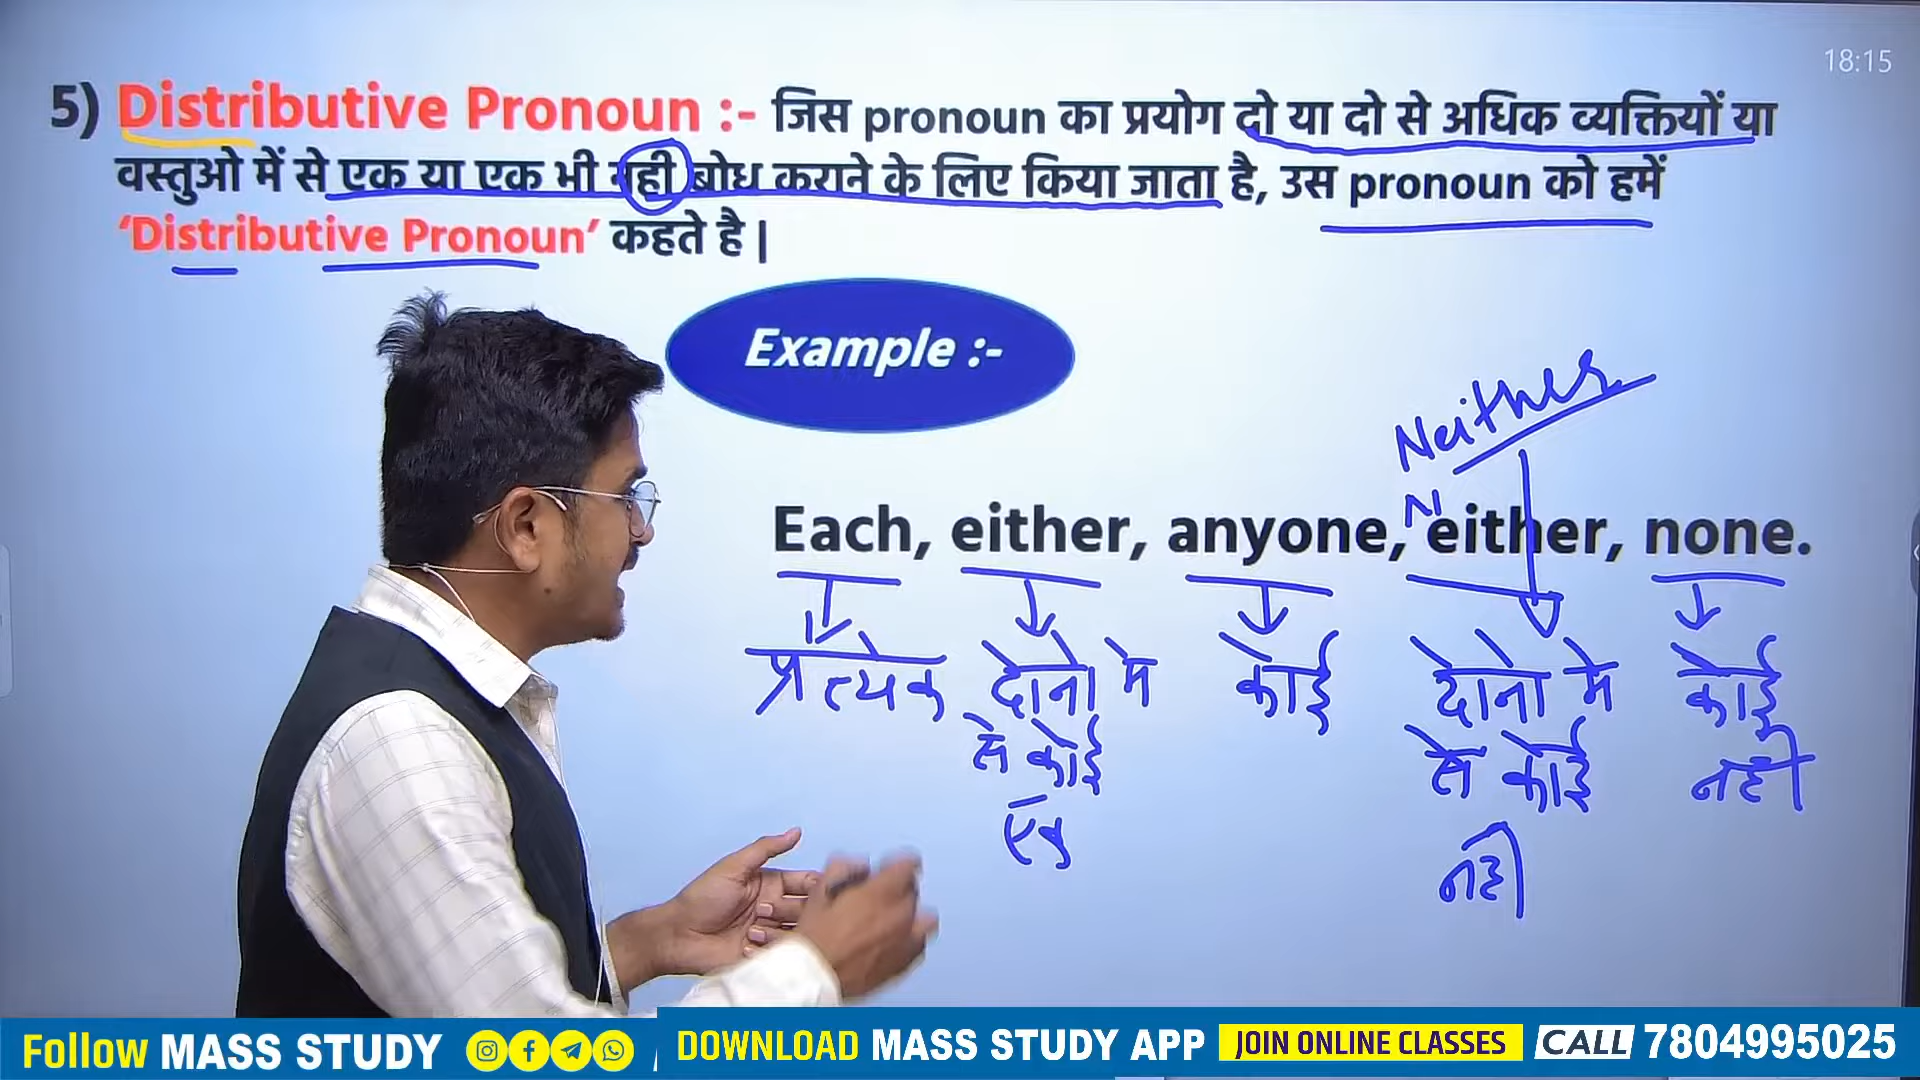 18:15
5) Distributive Pronoun :- जिस pronoun का प्रयोग दो या दो से अधिक व्यक्तियों या
वस्तुओ में से एक या एक भी नही बोध कराने के लिए किया जाता है, उस pronoun को हमें
‘Distributive Pronoun’ कहते है |
Example :-
Neither
N
Each, either, anyone, either, none.
प्रत्येक दोनो मे कोई दोनो मे कोई
से कोई से कोई नही
एक नही
Follow MASS STUDY DOWNLOAD MASS STUDY APP JOIN ONLINE CLASSES CALL 7804995025